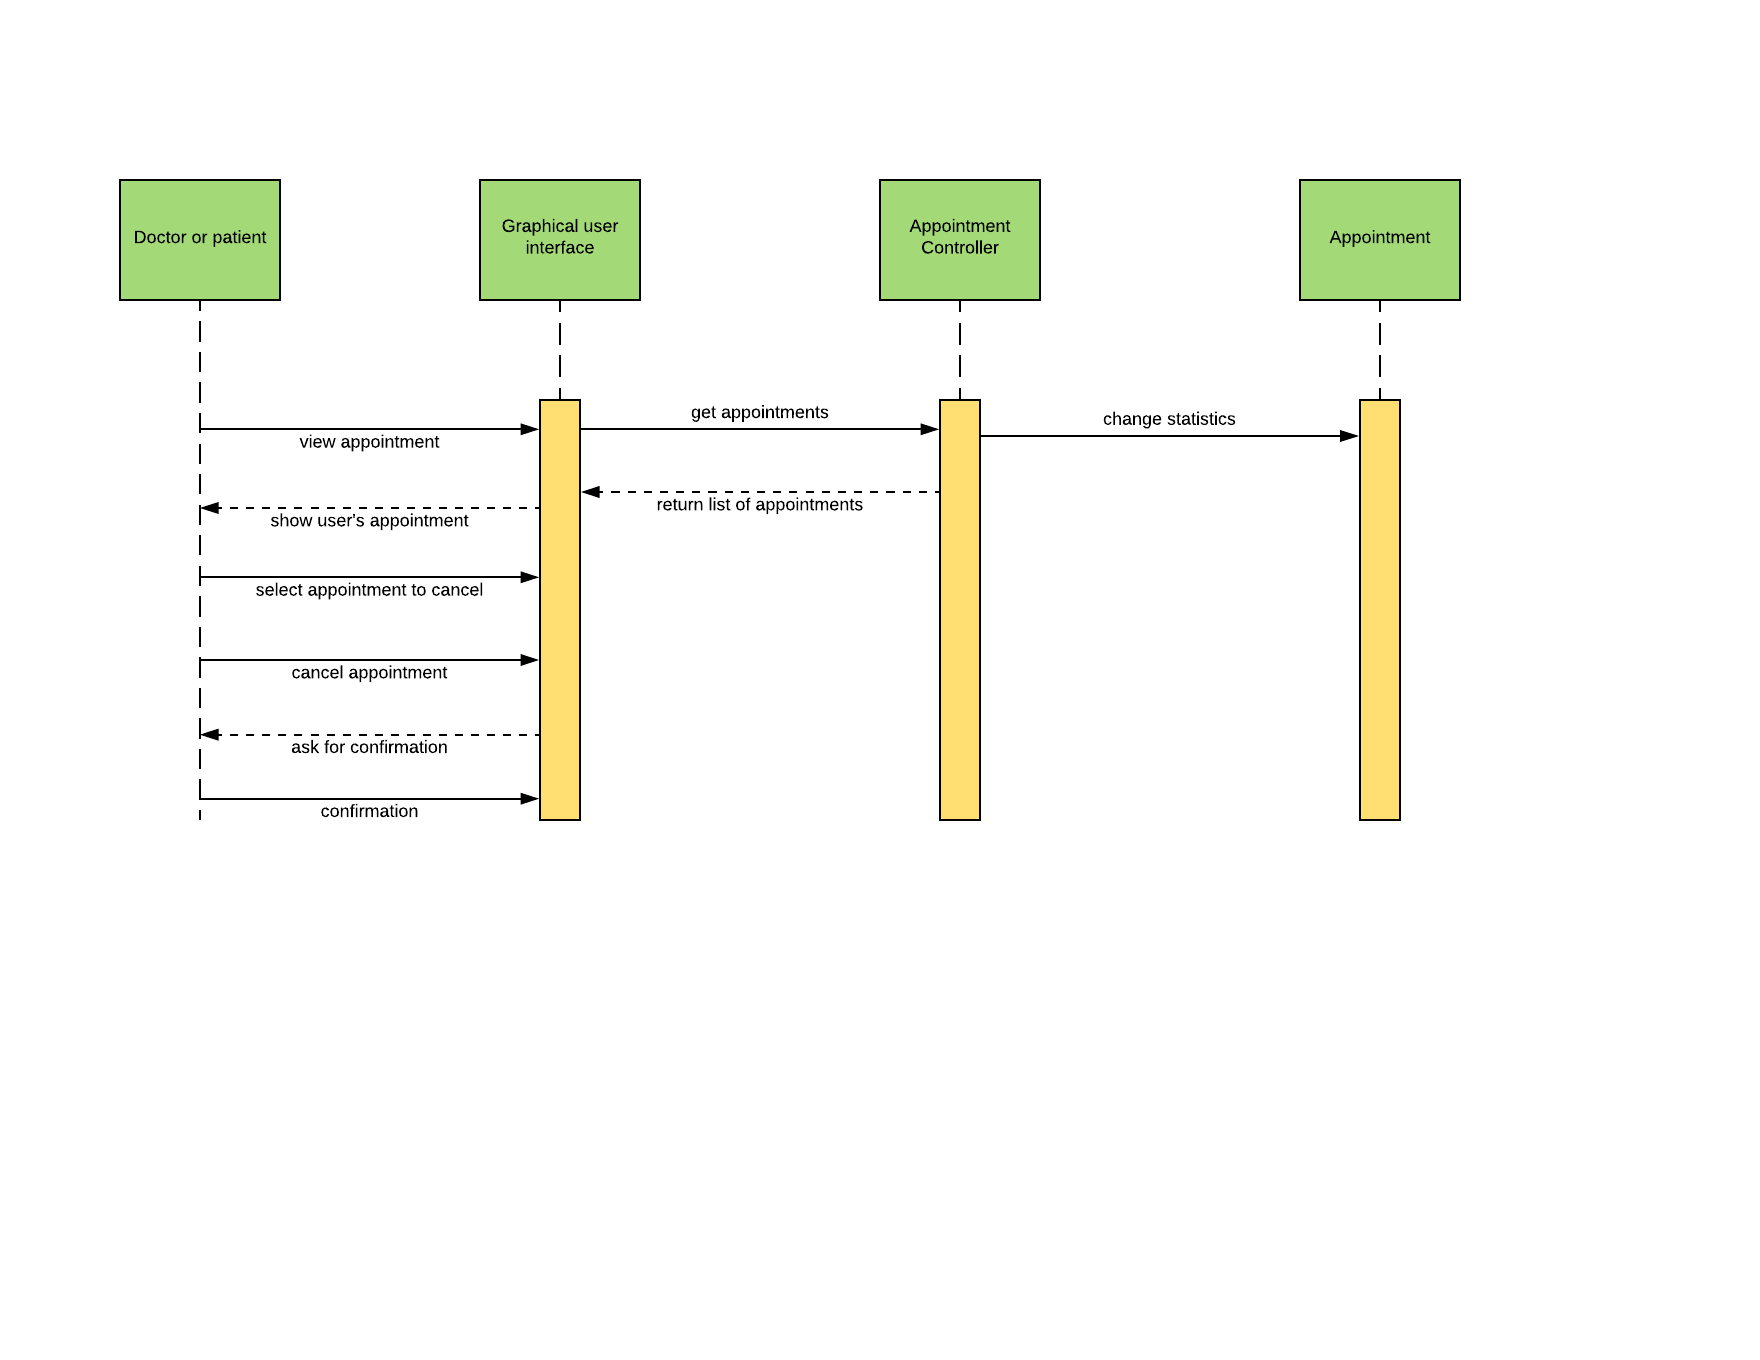 Doctor or patient
Graphical user
interface
Appointment
Controller
Appointment
get appointments
change statistics
view appointment
return list of appointments
show user's appointment
select appointment to cancel
cancel appointment
ask for confirmation
confirmation